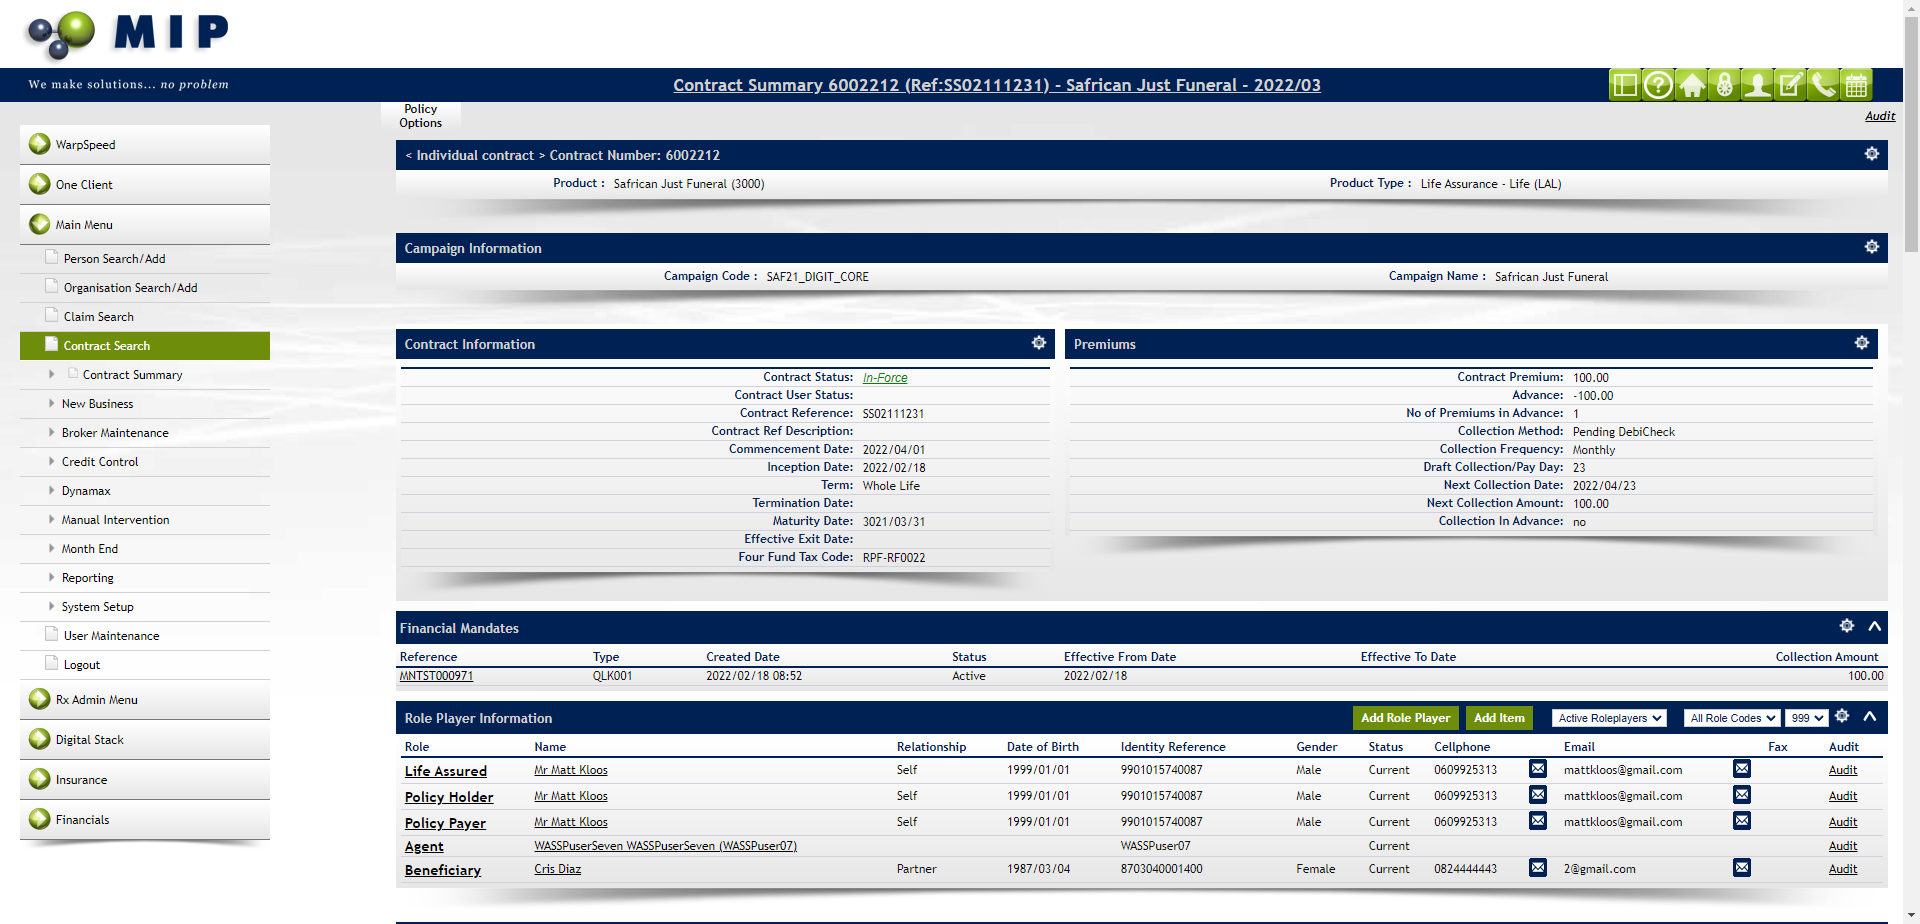 MIP
We make solutions... no problem
Contract Summary 6002212 (Ref:SS02111231) - Safrican Just Funeral - 2022/03
Policy Options
Audit
WarpSpeed
One Client
Main Menu
Person Search/Add
Organisation Search/Add
Claim Search
Contract Search
Contract Summary
New Business
Broker Maintenance
Credit Control
Dynamax
Manual Intervention
Month End
Reporting
System Setup
User Maintenance
Logout
Rx Admin Menu
Digital Stack
Insurance
Financials
< Individual contract > Contract Number: 6002212
Product : Safrican Just Funeral (3000) Product Type : Life Assurance - Life (LAL)
Campaign Information
Campaign Code : SAF21_DIGIT_CORE Campaign Name : Safrican Just Funeral
Contract Information
Contract Status: In-Force
Contract User Status:
Contract Reference: SS02111231
Contract Ref Description:
Commencement Date: 2022/04/01
Inception Date: 2022/02/18
Term: Whole Life
Termination Date:
Maturity Date: 3021/03/31
Effective Exit Date:
Four Fund Tax Code: RPF-RF0022
Premiums
Contract Premium: 100.00
Advance: -100.00
No of Premiums in Advance: 1
Collection Method: Pending DebiCheck
Collection Frequency: Monthly
Draft Collection/Pay Day: 23
Next Collection Date: 2022/04/23
Next Collection Amount: 100.00
Collection In Advance: no
Financial Mandates
Reference Type Created Date Status Effective From Date Effective To Date Collection Amount
MNTST000971 QLK001 2022/02/18 08:52 Active 2022/02/18 100.00
Role Player Information Add Role Player Add Item Active Roleplayers All Role Codes 999
Role Name Relationship Date of Birth Identity Reference Gender Status Cellphone Email Fax Audit
Life Assured Mr Matt Kloos Self 1999/01/01 9901015740087 Male Current 0609925313 mattkloos@gmail.com Audit
Policy Holder Mr Matt Kloos Self 1999/01/01 9901015740087 Male Current 0609925313 mattkloos@gmail.com Audit
Policy Payer Mr Matt Kloos Self 1999/01/01 9901015740087 Male Current 0609925313 mattkloos@gmail.com Audit
Agent WASSPuserSeven WASSPuserSeven (WASSPuser07) WASSPuser07 Current Audit
Beneficiary Cris Diaz Partner 1987/03/04 8703040001400 Female Current 0824444443 2@gmail.com Audit